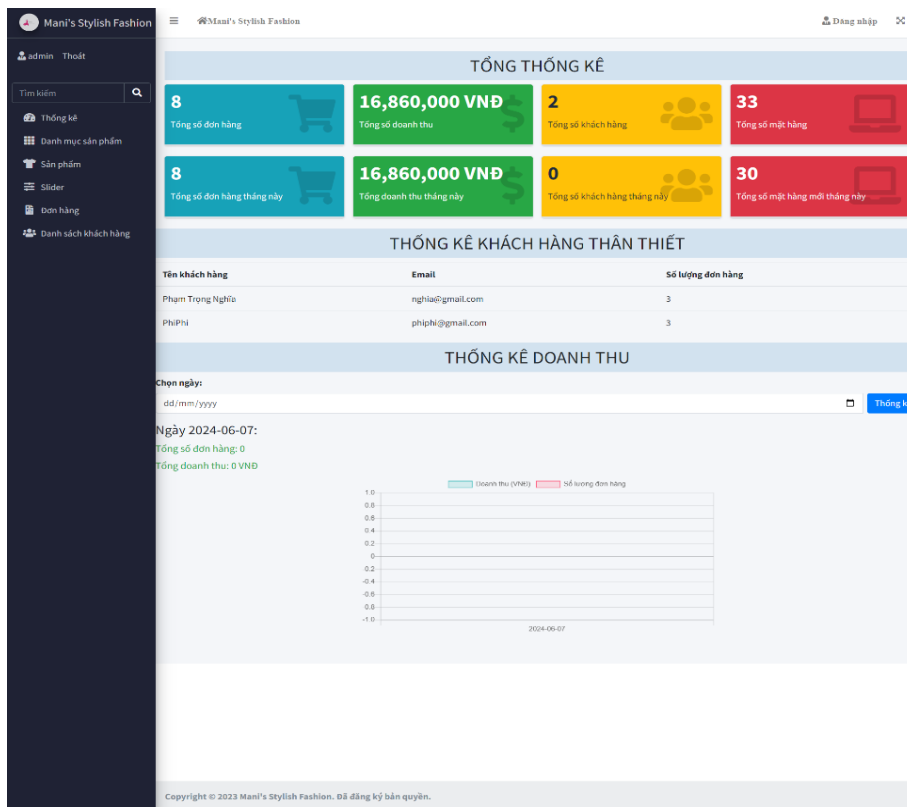 Mani's Stylish Fashion
Mani's Stylish Fashion
Đăng nhập
admin Thoát
Tìm kiếm
Thống kê
Danh mục sản phẩm
Sản phẩm
Slider
Đơn hàng
Danh sách khách hàng
TỔNG THỐNG KÊ
8
Tổng số đơn hàng
16,860,000 VNĐ
Tổng số doanh thu
2
Tổng số khách hàng
33
Tổng số mặt hàng
8
Tổng số đơn hàng tháng này
16,860,000 VNĐ
Tổng doanh thu tháng này
0
Tổng số khách hàng tháng này
30
Tổng số mặt hàng mới tháng này
THỐNG KÊ KHÁCH HÀNG THÂN THIẾT
Tên khách hàng Email Số lượng đơn hàng
Phạm Trọng Nghĩa nghia@gmail.com 3
PhiPhi phiphi@gmail.com 3
THỐNG KÊ DOANH THU
Chọn ngày:
dd/mm/yyyy
Thống k
Ngày 2024-06-07:
Tổng số đơn hàng: 0
Tổng doanh thu: 0 VNĐ
Doanh thu (VNĐ) Số lượng đơn hàng
1.0
0.8
0.6
0.4
0.2
0
-0.2
-0.4
-0.6
-0.8
-1.0
2024-06-07
Copyright © 2023 Mani's Stylish Fashion. Đã đăng ký bản quyền.